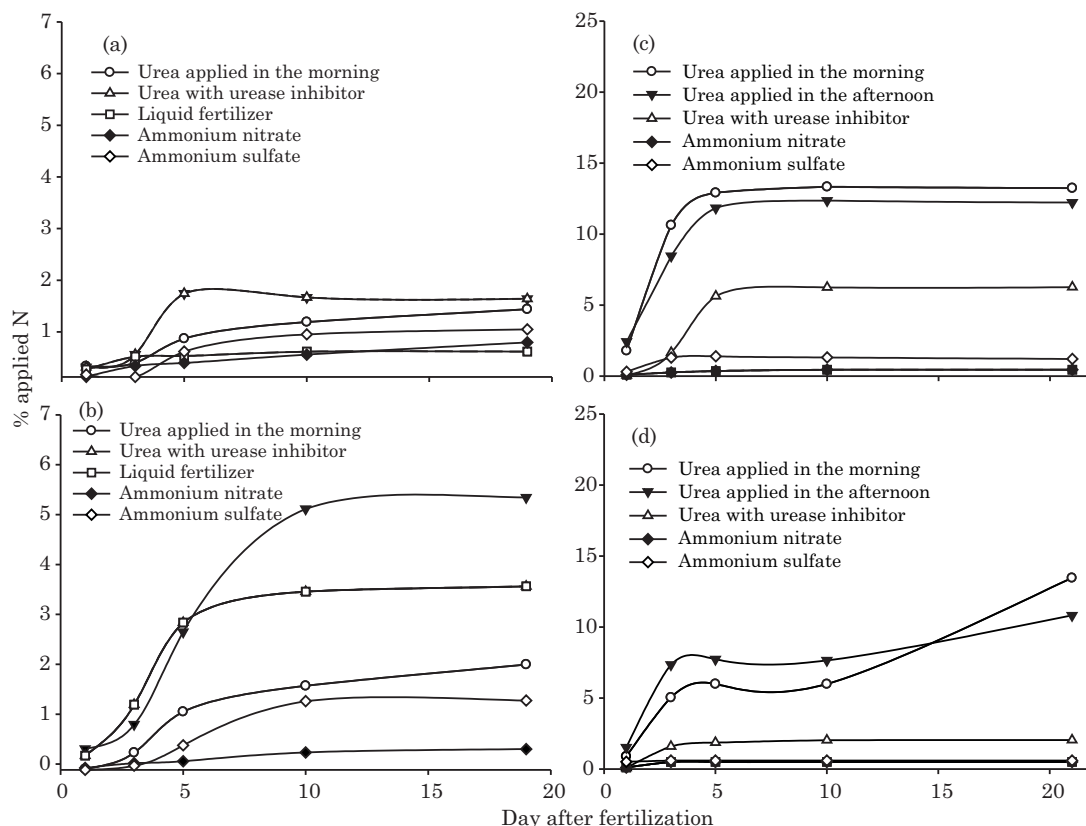 % applied N
7
6
5
4
3
2
1
(a)
Urea applied in the morning
Urea with urease inhibitor
Liquid fertilizer
Ammonium nitrate
Ammonium sulfate
25
20
15
10
5
0
(c)
Urea applied in the morning
Urea applied in the afternoon
Urea with urease inhibitor
Ammonium nitrate
Ammonium sulfate
7
6
5
4
3
2
1
0
(b)
Urea applied in the morning
Urea with urease inhibitor
Liquid fertilizer
Ammonium nitrate
Ammonium sulfate
0 5 10 15 20
25
20
15
10
5
0
(d)
Urea applied in the morning
Urea applied in the afternoon
Urea with urease inhibitor
Ammonium nitrate
Ammonium sulfate
0 5 10 15 20
Day after fertilization